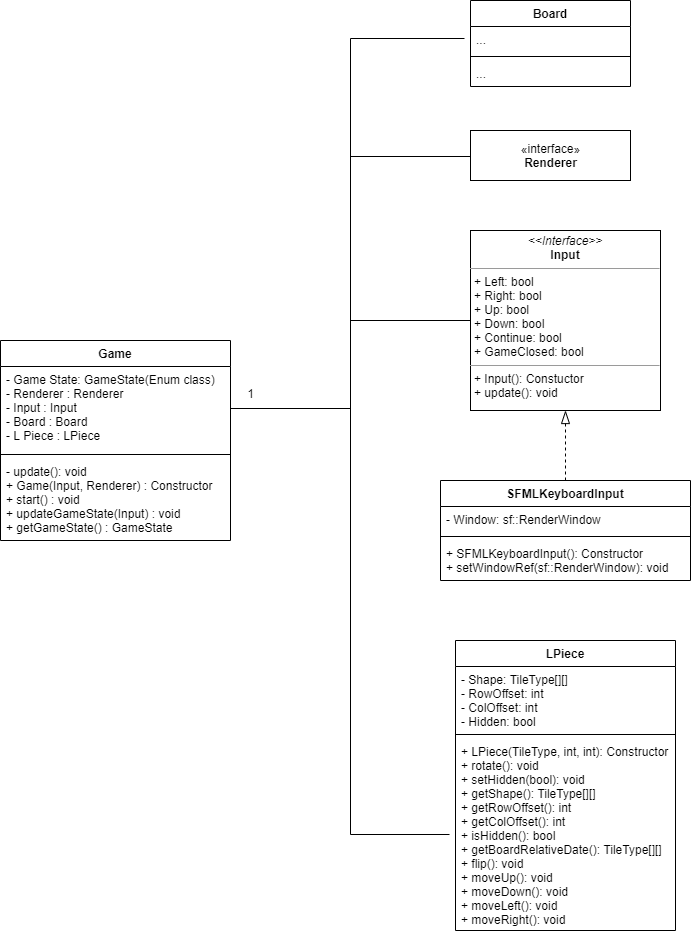 Board
...
...
«interface»
Renderer
<<Interface>>
Input
+ Left: bool
+ Right: bool
+ Up: bool
+ Down: bool
+ Continue: bool
+ GameClosed: bool
+ Input(): Constuctor
+ update(): void
Game
- Game State: GameState(Enum class)
- Renderer : Renderer
- Input : Input
- Board : Board
- L Piece : LPiece
- update(): void
+ Game(Input, Renderer) : Constructor
+ start() : void
+ updateGameState(Input) : void
+ getGameState() : GameState
1
SFMLKeyboardInput
- Window: sf::RenderWindow
+ SFMLKeyboardInput(): Constructor
+ setWindowRef(sf::RenderWindow): void
LPiece
- Shape: TileType[][]
- RowOffset: int
- ColOffset: int
- Hidden: bool
+ LPiece(TileType, int, int): Constructor
+ rotate(): void
+ setHidden(bool): void
+ getShape(): TileType[][]
+ getRowOffset(): int
+ getColOffset(): int
+ isHidden(): bool
+ getBoardRelativeDate(): TileType[][]
+ flip(): void
+ moveUp(): void
+ moveDown(): void
+ moveLeft(): void
+ moveRight(): void